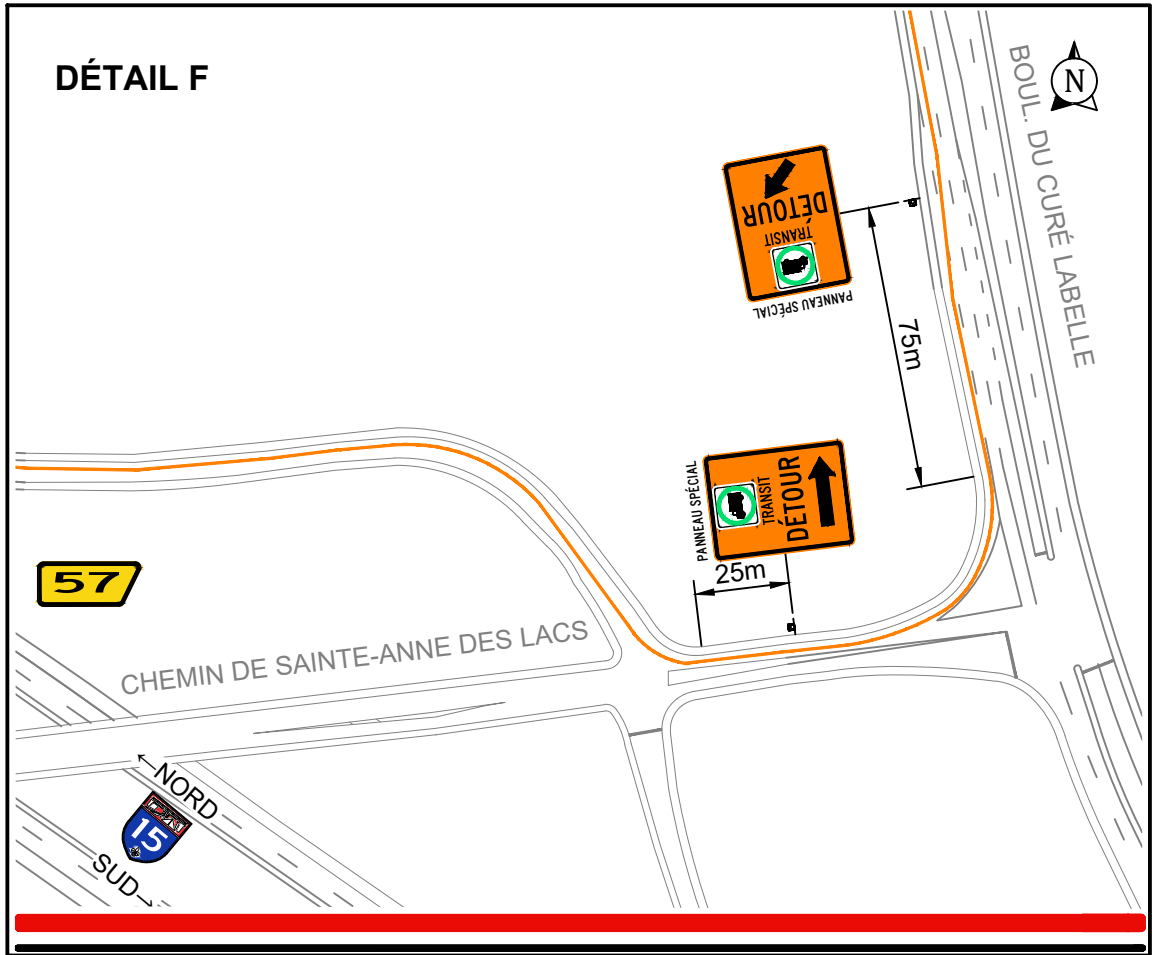 DÉTAIL F
N
BOUL. DU CURÉ LABELLE
DÉTOUR
TRANSIT
PANNEAU SPÉCIAL
75m
PANNEAU SPÉCIAL
TRANSIT
DÉTOUR
25m
57
CHEMIN DE SAINTE-ANNE DES LACS
←NORD
15
SUD→